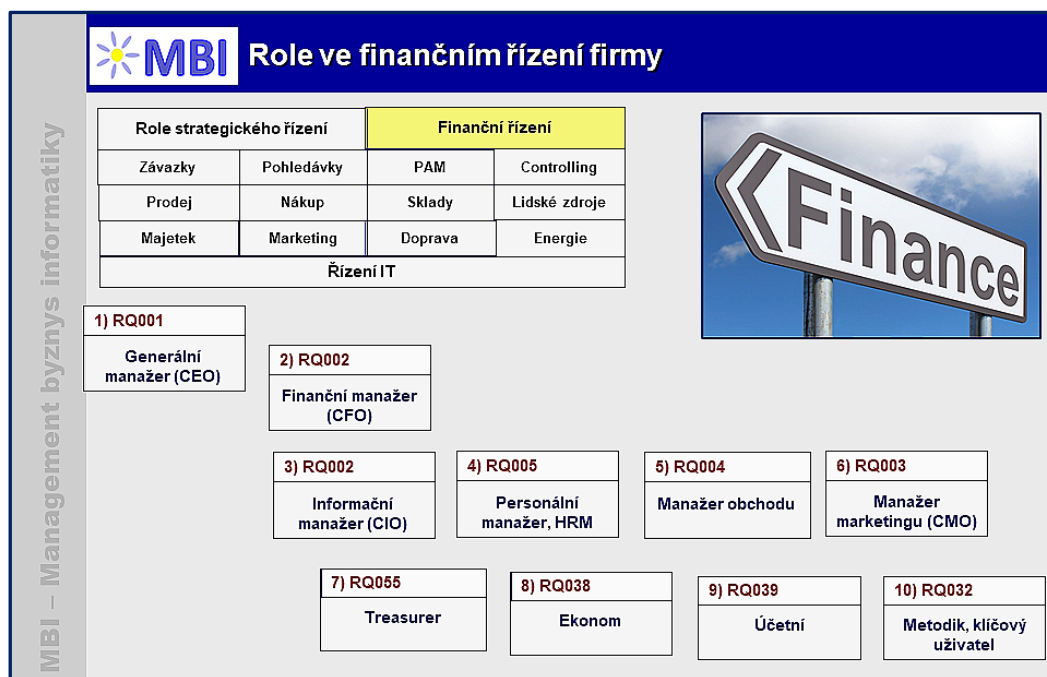 MBI
Role ve finančním řízení firmy
MBI – Management byznys informatiky
Role strategického řízení
Finanční řízení
Závazky
Pohledávky
PAM
Controlling
Prodej
Nákup
Sklady
Lidské zdroje
Majetek
Marketing
Doprava
Energie
Řízení IT
Finance
1) RQ001
Generální
manažer (CEO)
2) RQ002
Finanční manažer
(CFO)
3) RQ002
Informační
manažer (CIO)
4) RQ005
Personální
manažer, HRM
5) RQ004
Manažer obchodu
6) RQ003
Manažer
marketingu (CMO)
7) RQ055
Treasurer
8) RQ038
Ekonom
9) RQ039
Účetní
10) RQ032
Metodik, klíčový
uživatel